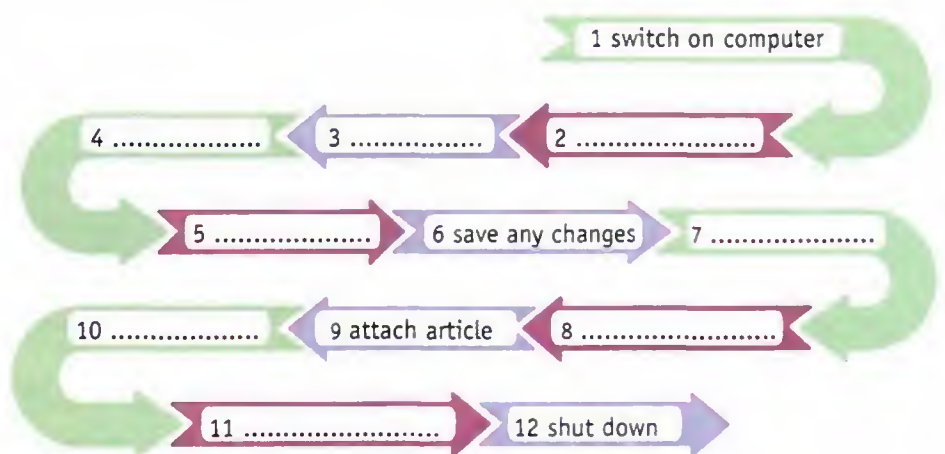 1 switch on computer
4 .................. 3 ................ 2 ......................
5 ................... 6 save any changes 7 ....................
10 .................. 9 attach article 8 ........................
11 ........................ 12 shut down